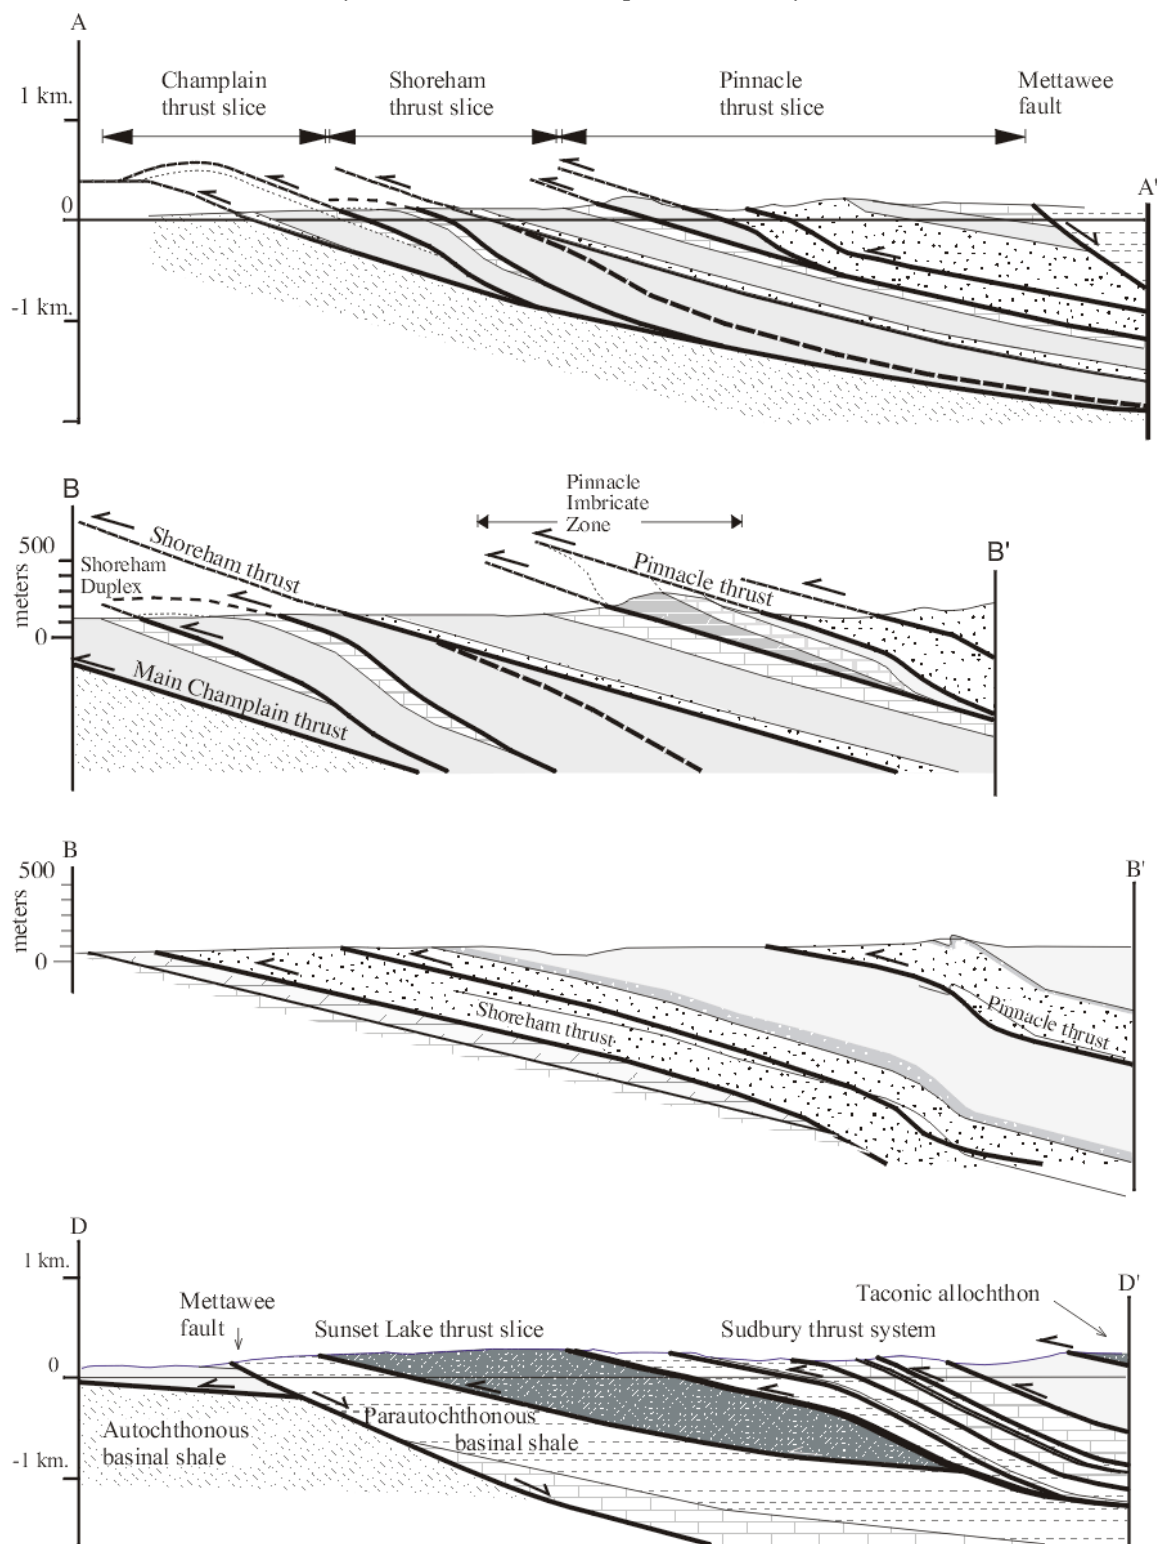 A
Champlain
thrust slice
Shoreham
thrust slice
Pinnacle
thrust slice
Mettawee
fault
1 km.
A'
0
-1 km.
B
Pinnacle
Imbricate
Zone
500
meters
0
Shoreham
Duplex
Shoreham thrust
Pinnacle thrust
B'
Main Champlain thrust
B
500
meters
0
B'
Shoreham thrust
Pinnacle thrust
D
1 km.
D'
Taconic allochthon
Mettawee
fault
Sunset Lake thrust slice
Sudbury thrust system
0
Autochthonous
basinal shale
Parautochthonous
basinal shale
-1 km.